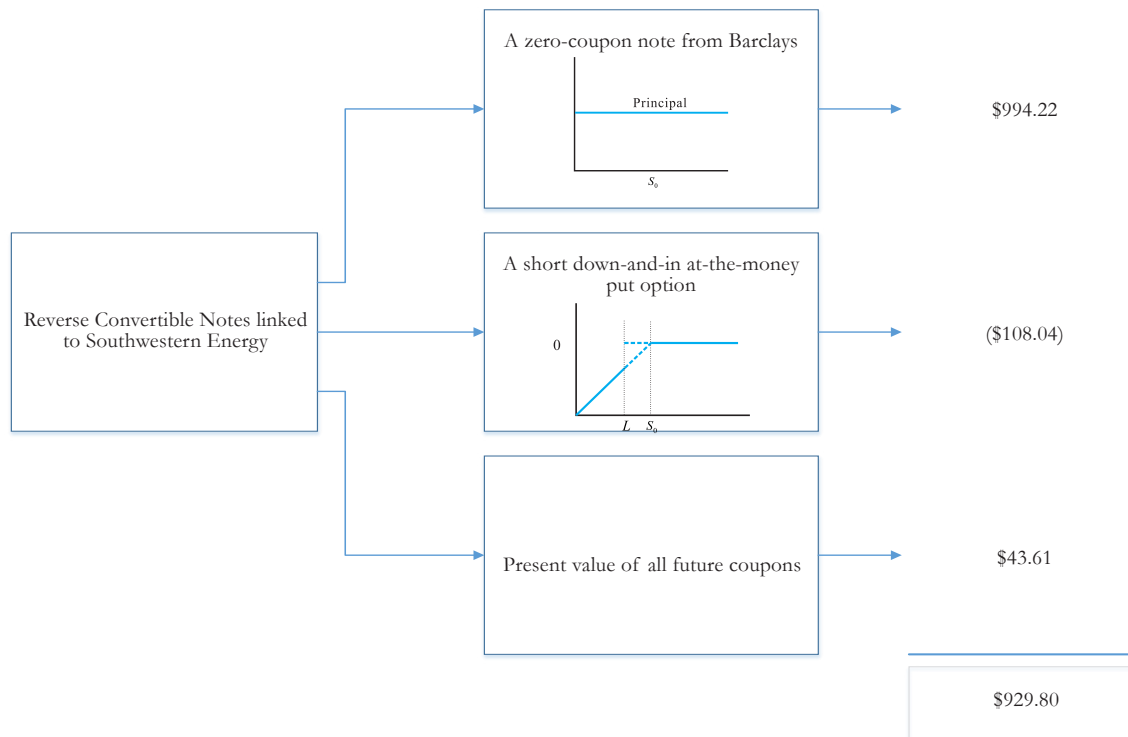 A zero-coupon note from Barclays
Principal
S₀
$994.22
Reverse Convertible Notes linked
to Southwestern Energy
A short down-and-in at-the-money
put option
0
L S₀
($108.04)
Present value of all future coupons
$43.61
$929.80